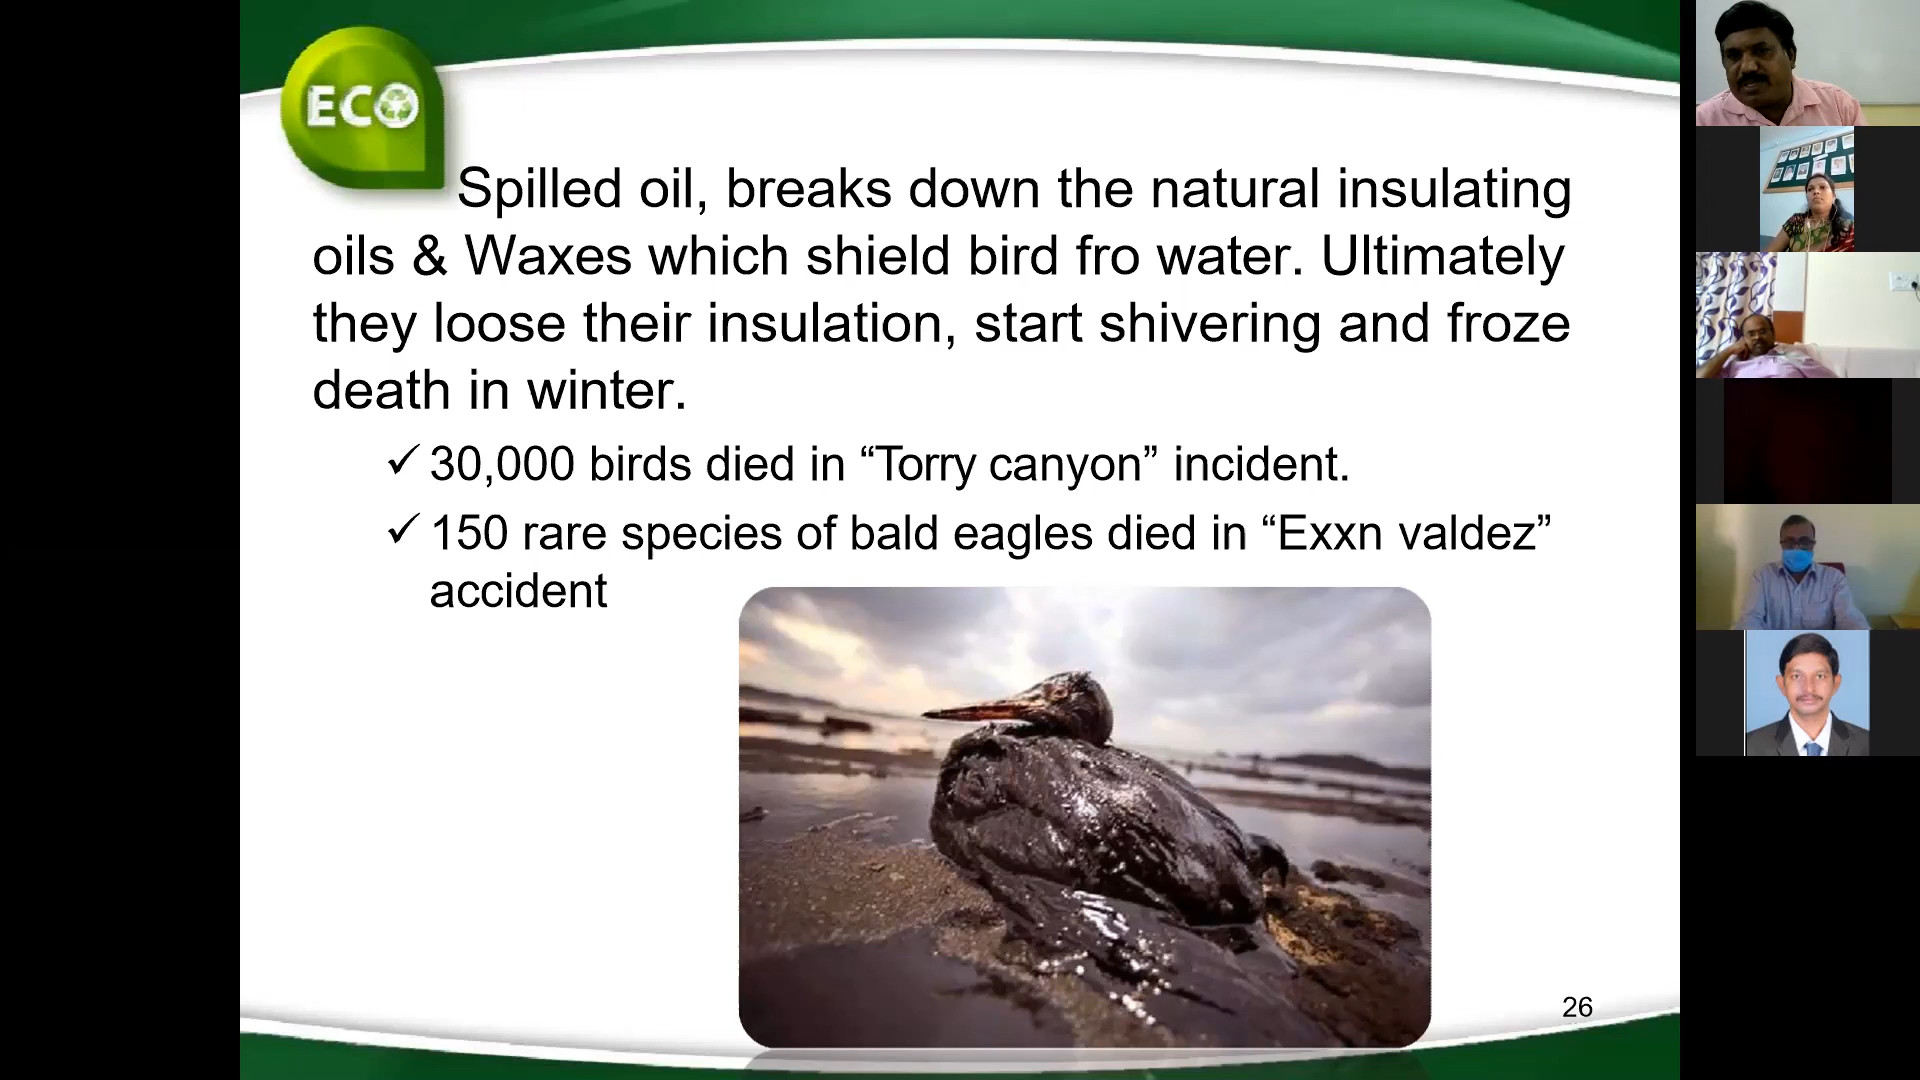 ECO
Spilled oil, breaks down the natural insulating
oils & Waxes which shield bird fro water. Ultimately
they loose their insulation, start shivering and froze
death in winter.
✓ 30,000 birds died in “Torry canyon” incident.
✓ 150 rare species of bald eagles died in “Exxn valdez”
accident
26